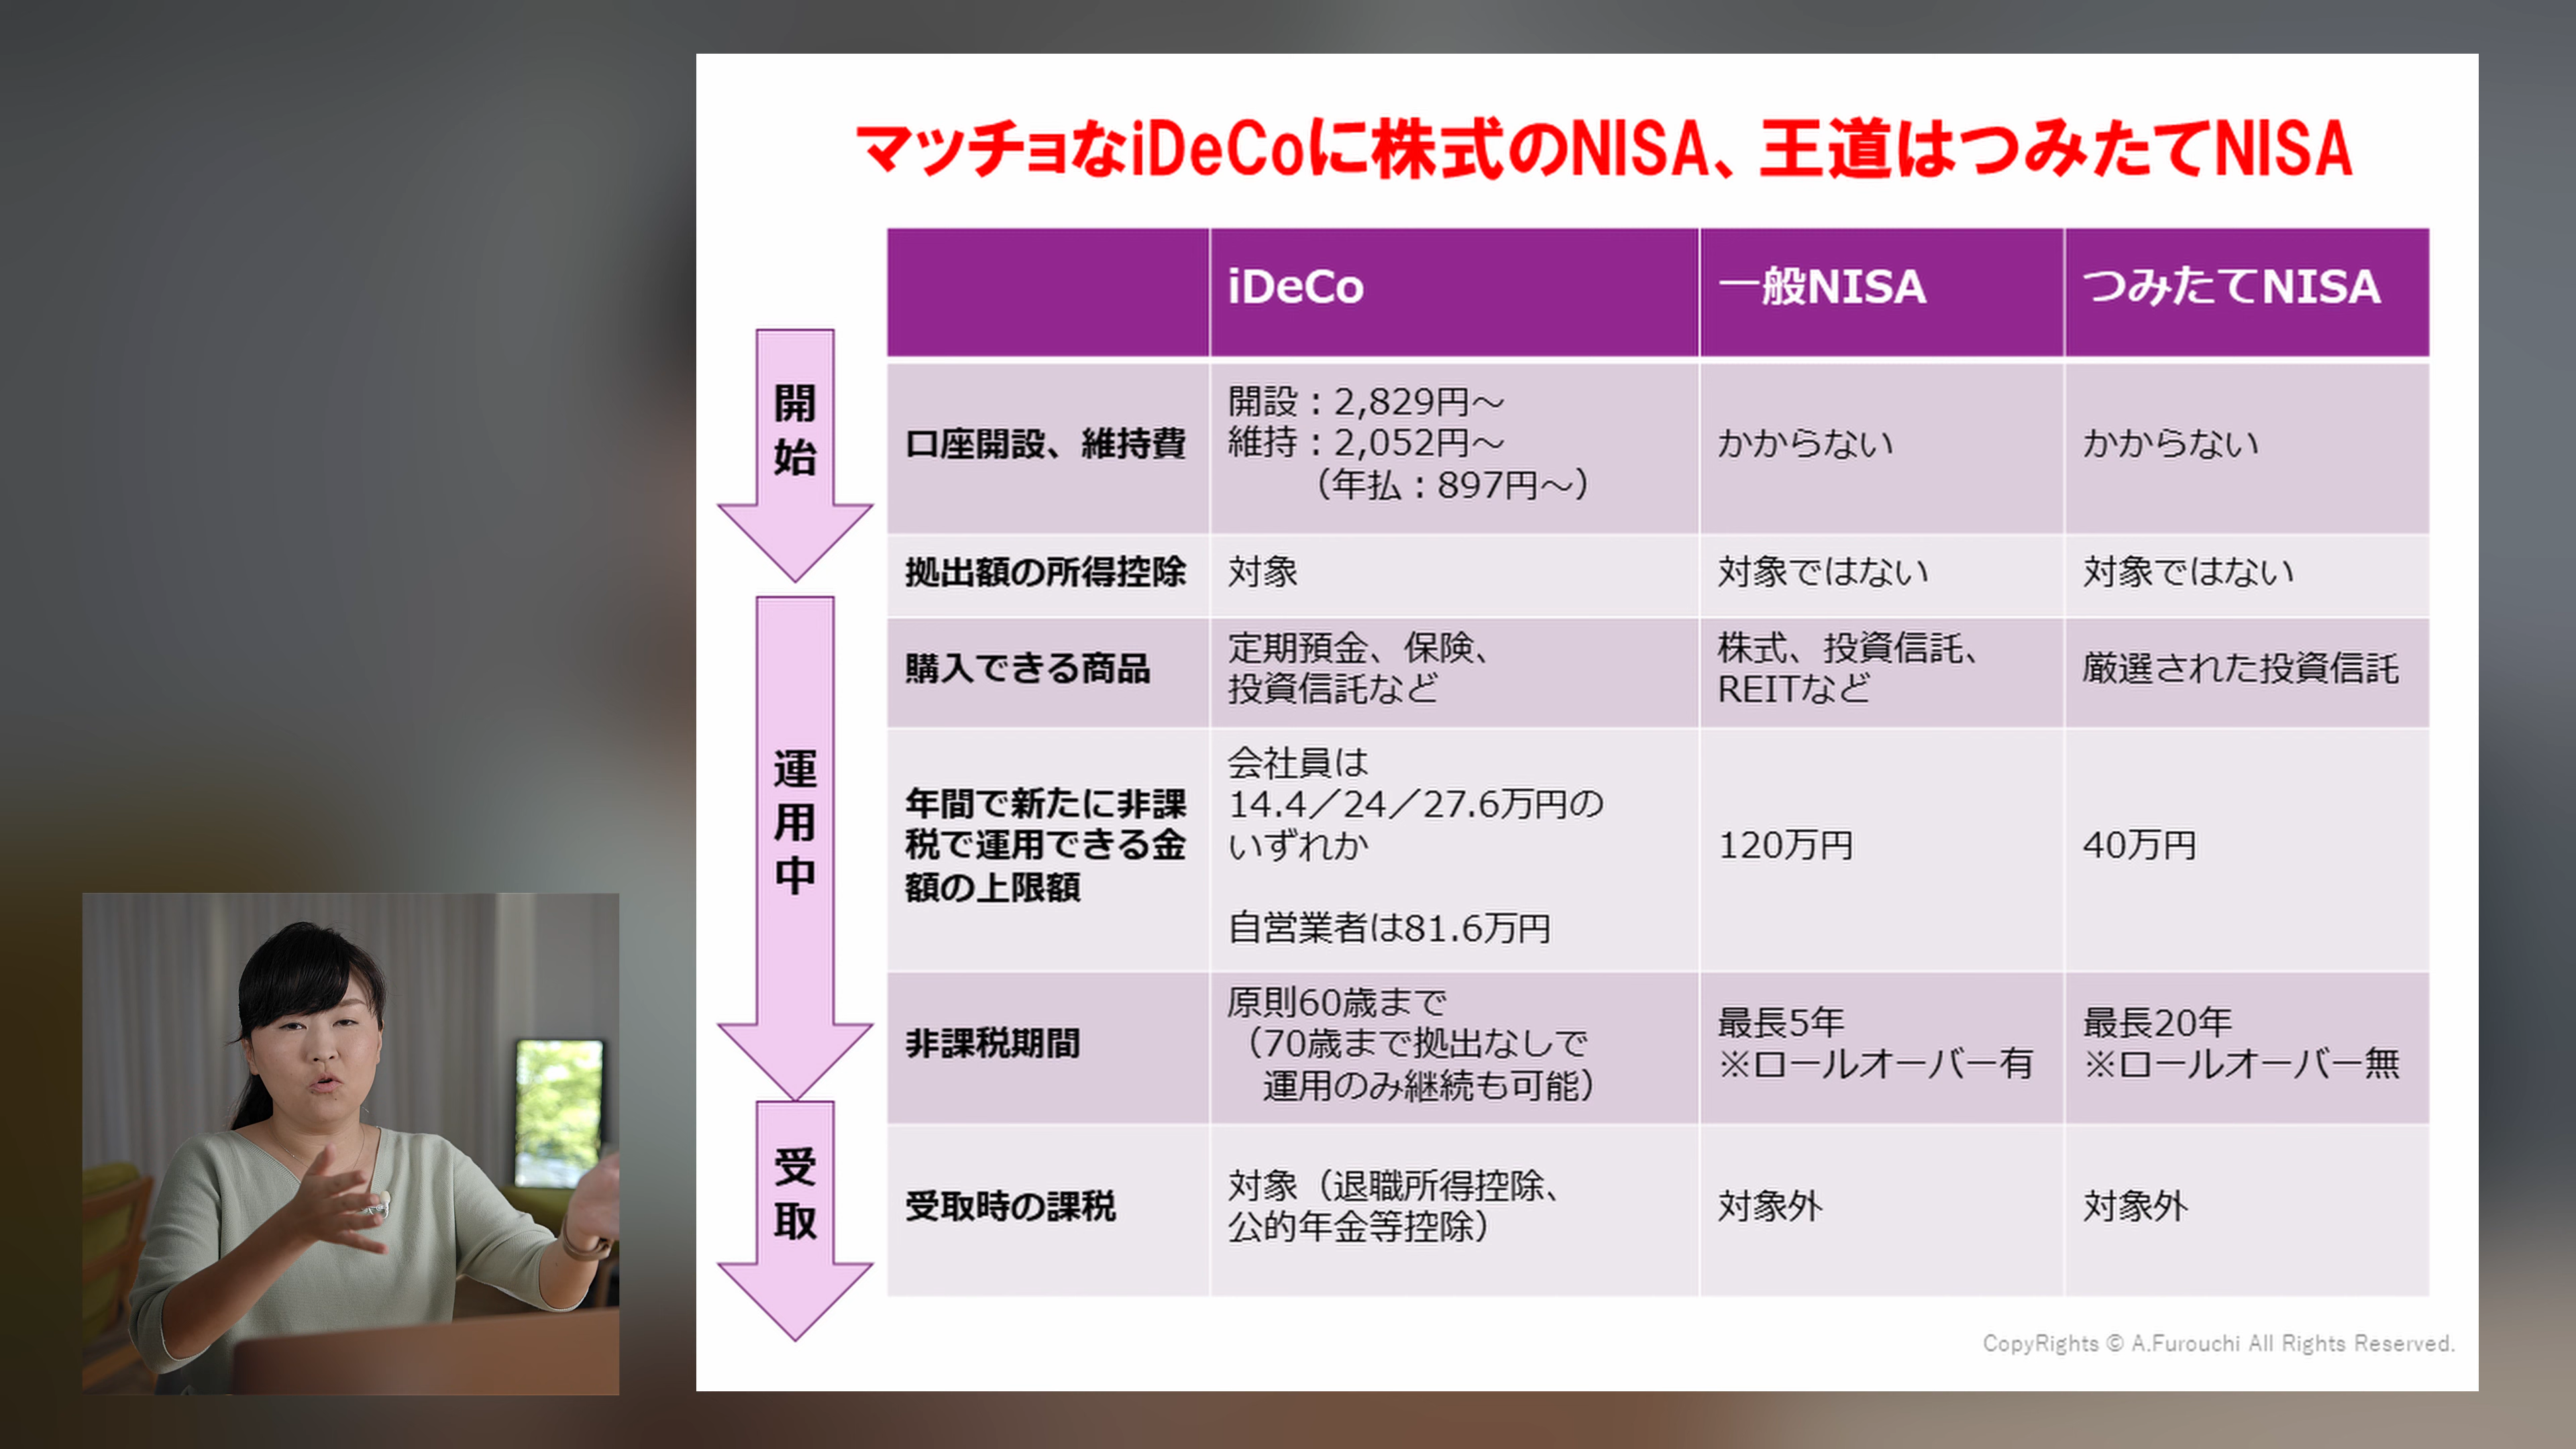 マッチョなiDeCoに株式のNISA、王道はつみたてNISA
iDeCo
一般NISA
つみたてNISA
開始
口座開設、維持費
開設：2,829円～
維持：2,052円～
（年払：897円～）
かからない
かからない
拠出額の所得控除
対象
対象ではない
対象ではない
運用中
購入できる商品
定期預金、保険、
投資信託など
株式、投資信託、
REITなど
厳選された投資信託
年間で新たに非課
税で運用できる金
額の上限額
会社員は
14.4／24／27.6万円の
いずれか
自営業者は81.6万円
120万円
40万円
非課税期間
原則60歳まで
（70歳まで拠出なしで
運用のみ継続も可能）
最長5年
※ロールオーバー有
最長20年
※ロールオーバー無
受取
受取時の課税
対象（退職所得控除、
公的年金等控除）
対象外
対象外
CopyRights © A.Furouchi All Rights Reserved.